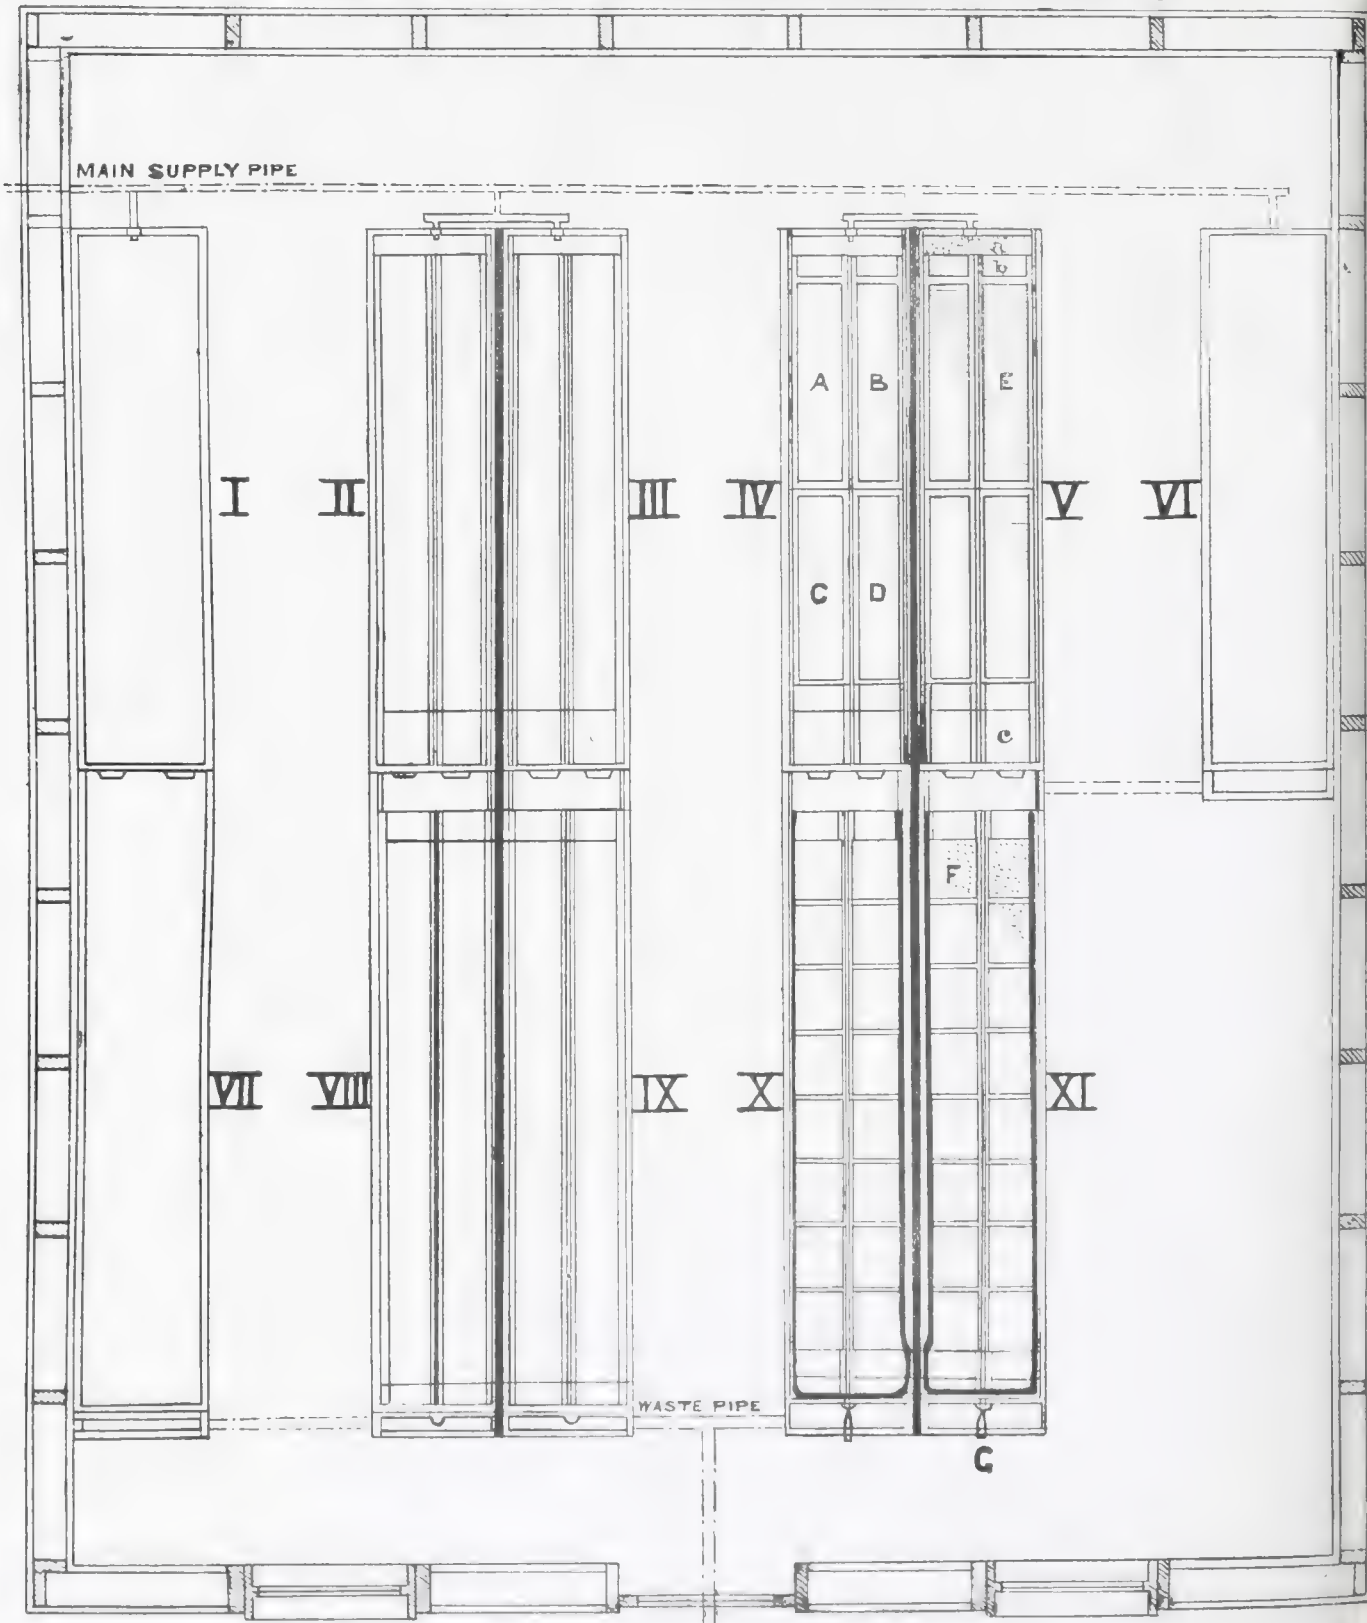 MAIN SUPPLY PIPE
a
b
A B E
I II III IV V VI
C D
c
F
VII VIII IX X XI
WASTE PIPE
G